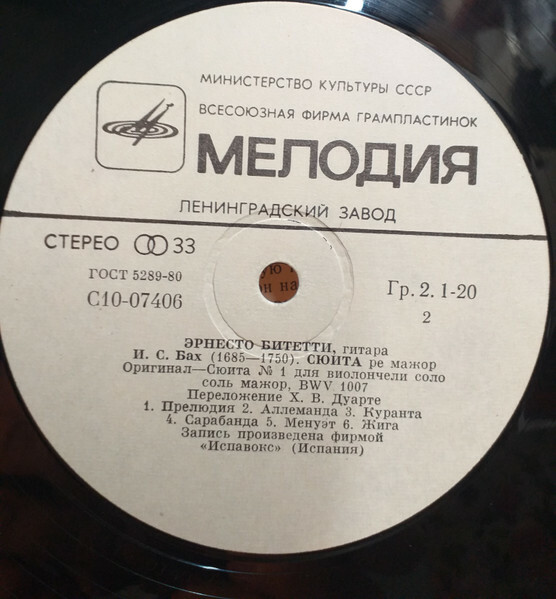 МИНИСТЕРСТВО КУЛЬТУРЫ СССР
ВСЕСОЮЗНАЯ ФИРМА ГРАМПЛАСТИНОК
МЕЛОДИЯ
ЛЕНИНГРАДСКИЙ ЗАВОД
СТЕРЕО 33
ГОСТ 5289-80
С10-07406
Гр. 2. 1-20
2
ЭРНЕСТО БИТЕТТИ, гитара
И. С. Бах (1685—1750). СЮИТА ре мажор
Оригинал—Сюита № 1 для виолончели соло
соль мажор, BWV 1007
Переложение Х. В. Дуарте
1. Прелюдия 2. Аллеманда 3. Куранта
4. Сарабанда 5. Менуэт 6. Жига
Запись произведена фирмой
«Испавокс» (Испания)